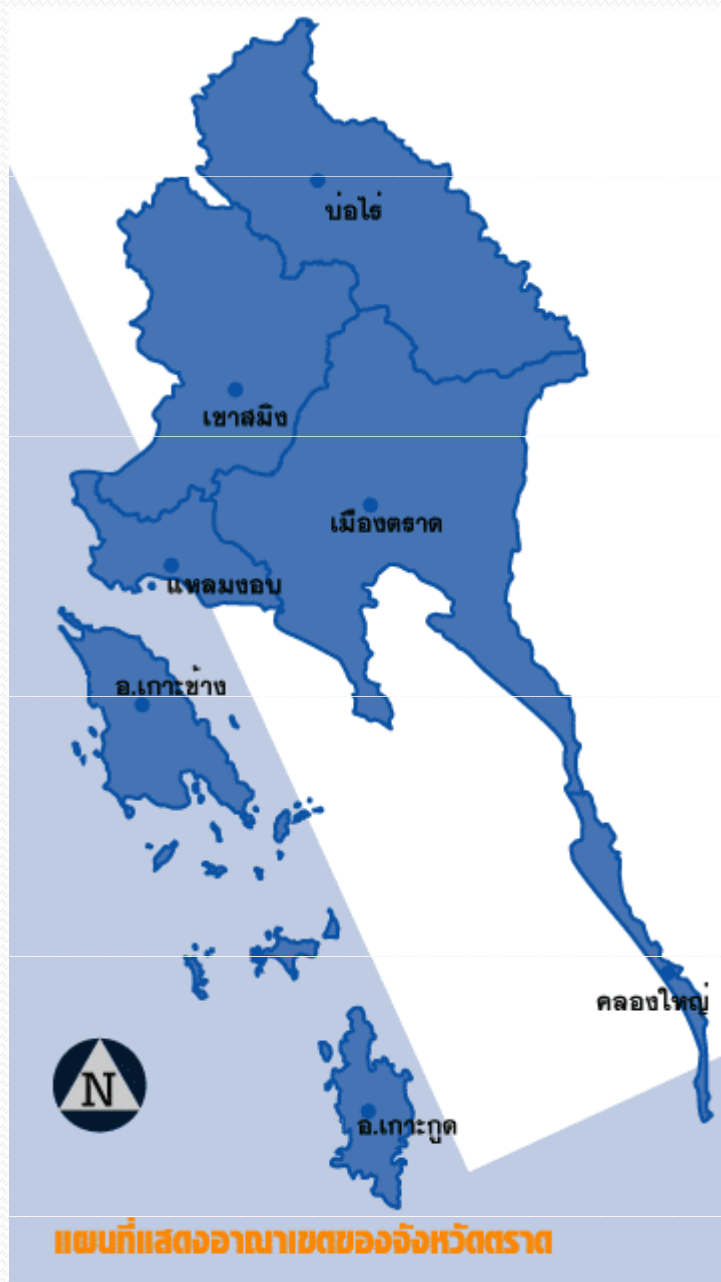 บ่อไร่
เขาสมิง
เมืองตราด
แหลมงอบ
อ.เกาะช้าง
คลองใหญ่
N
อ.เกาะกูด
แผนที่แสดงอาณาเขตของจังหวัดตราด